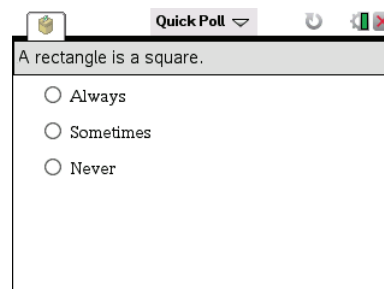 Quick Poll
A rectangle is a square.
Always
Sometimes
Never